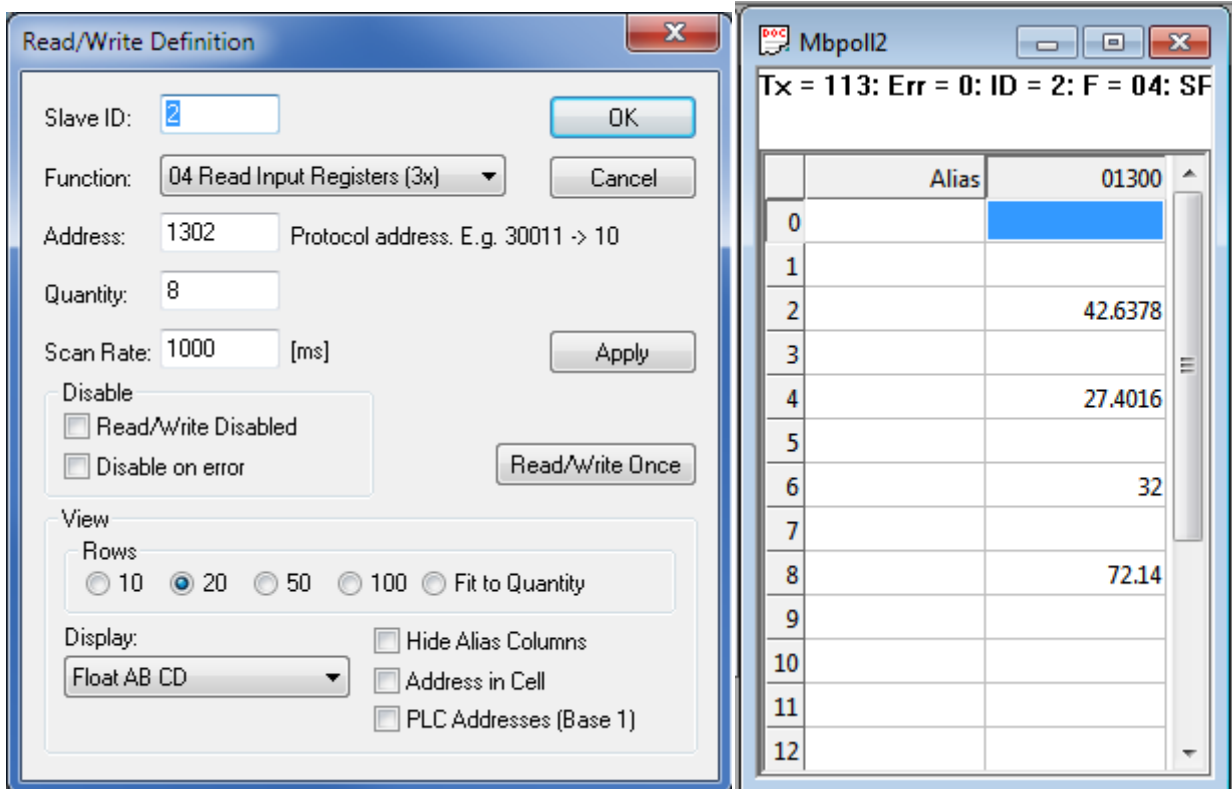 Read/Write Definition
Slave ID: 2
OK
Function: 04 Read Input Registers (3x)
Cancel
Address: 1302 Protocol address. E.g. 30011 -> 10
Quantity: 8
Scan Rate: 1000 [ms]
Apply
Disable
Read/Write Disabled
Disable on error
Read/Write Once
View
Rows
10 20 50 100 Fit to Quantity
Display:
Hide Alias Columns
Float AB CD
Address in Cell
PLC Addresses (Base 1)
DOC
Mbpoll2
Tx = 113: Err = 0: ID = 2: F = 04: SF
Alias 01300
0
1
2 42.6378
3
4 27.4016
5
6 32
7
8 72.14
9
10
11
12